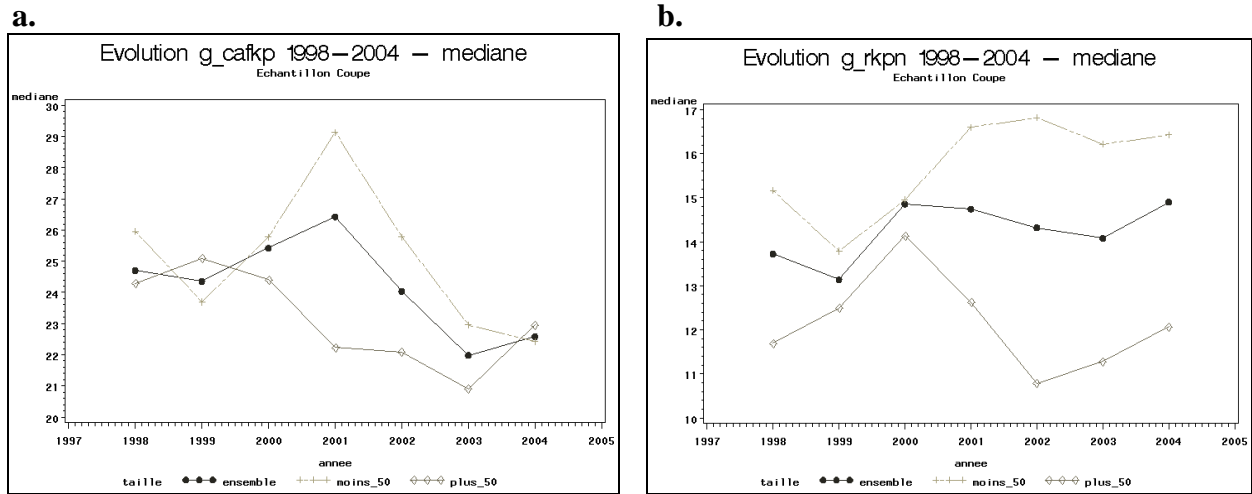 a.
Evolution g_cafkp 1998–2004 – mediane
Echantillon Coupe
mediane
30
29
28
27
26
25
24
23
22
21
20
1997 1998 1999 2000 2001 2002 2003 2004 2005
annee
taille ensemble moins_50 plus_50
b.
Evolution g_rkpn 1998–2004 – mediane
Echantillon Coupe
mediane
17
16
15
14
13
12
11
10
1997 1998 1999 2000 2001 2002 2003 2004 2005
annee
taille ensemble moins_50 plus_50